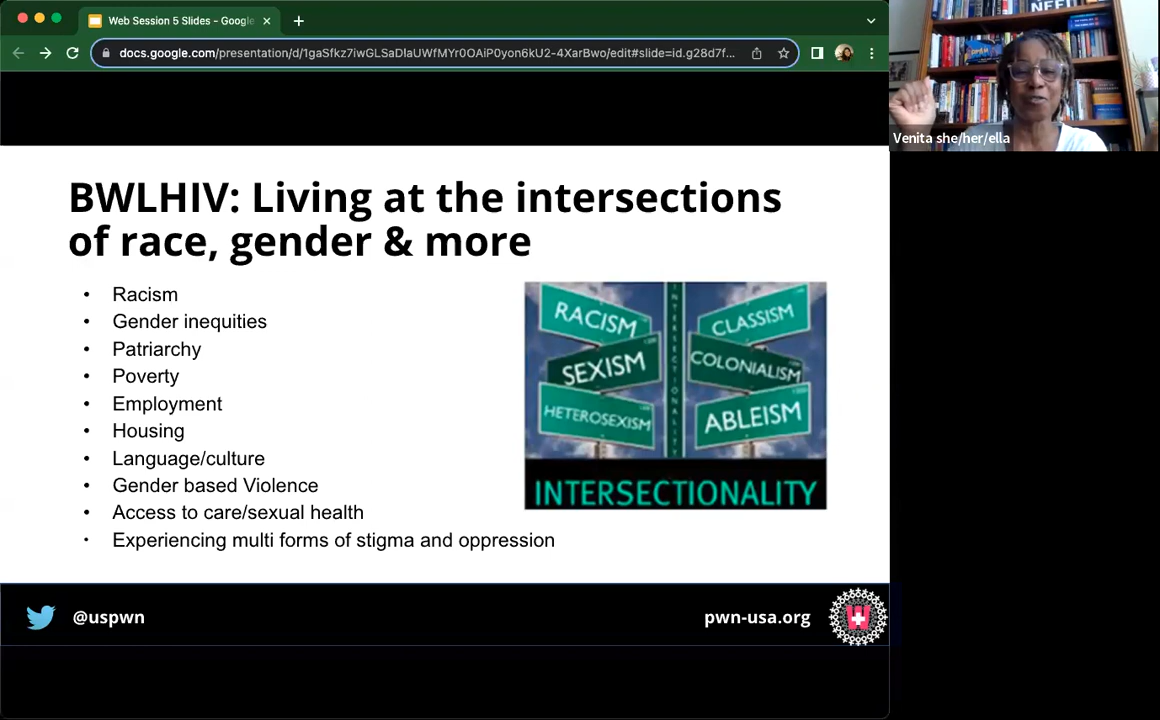 Web Session 5 Slides - Google
docs.google.com/presentation/d/1gaSfkz7iwGLSaDIaUWfMYr0OAiP0yon6kU2-4XarBwo/edit#slide=id.g28d7f...
Venita she/her/ella
BWLHIV: Living at the intersections
of race, gender & more
• Racism
• Gender inequities
• Patriarchy
• Poverty
• Employment
• Housing
• Language/culture
• Gender based Violence
• Access to care/sexual health
• Experiencing multi forms of stigma and oppression
RACISM
CLASSISM
SEXISM
COLONIALISM
HETEROSEXISM
ABLEISM
INTERSECTIONALITY
INTERSECTIONALITY
@uspwn
pwn-usa.org